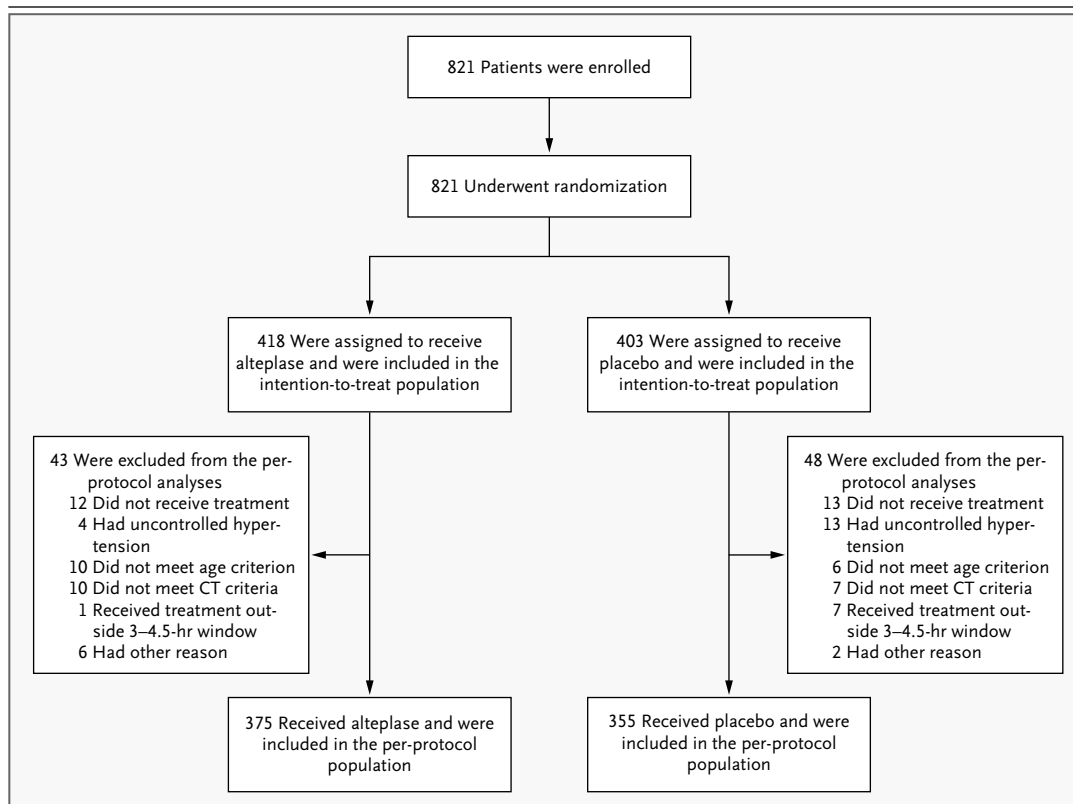 821 Patients were enrolled
821 Underwent randomization
418 Were assigned to receive
alteplase and were included in the
intention-to-treat population
403 Were assigned to receive
placebo and were included in the
intention-to-treat population
43 Were excluded from the per-
protocol analyses
12 Did not receive treatment
4 Had uncontrolled hyper-
tension
10 Did not meet age criterion
10 Did not meet CT criteria
1 Received treatment out-
side 3–4.5-hr window
6 Had other reason
48 Were excluded from the per-
protocol analyses
13 Did not receive treatment
13 Had uncontrolled hyper-
tension
6 Did not meet age criterion
7 Did not meet CT criteria
7 Received treatment out-
side 3–4.5-hr window
2 Had other reason
375 Received alteplase and were
included in the per-protocol
population
355 Received placebo and were
included in the per-protocol
population